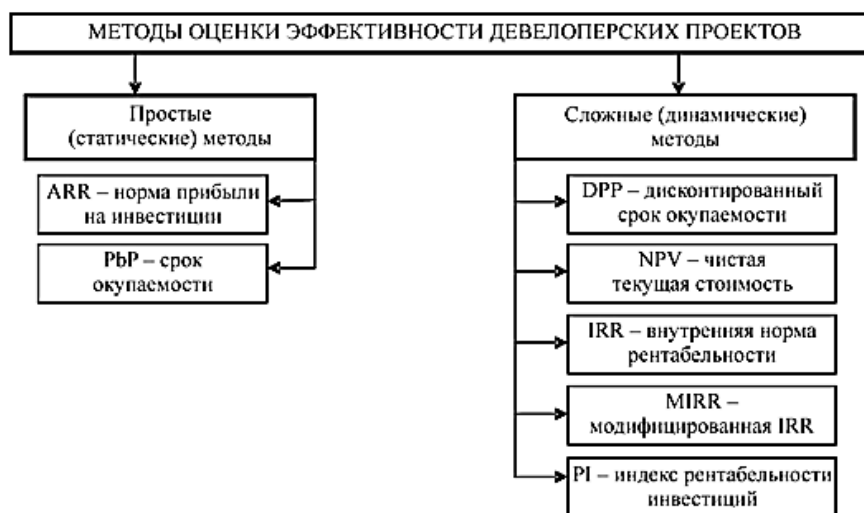 МЕТОДЫ ОЦЕНКИ ЭФФЕКТИВНОСТИ ДЕВЕЛОПЕРСКИХ ПРОЕКТОВ
Простые
(статические) методы
ARR – норма прибыли
на инвестиции
PbP – срок
окупаемости
Сложные (динамические)
методы
DPP – дисконтированный
срок окупаемости
NPV – чистая
текущая стоимость
IRR – внутренняя норма
рентабельности
MIRR –
модифицированная IRR
PI – индекс рентабельности
инвестиций